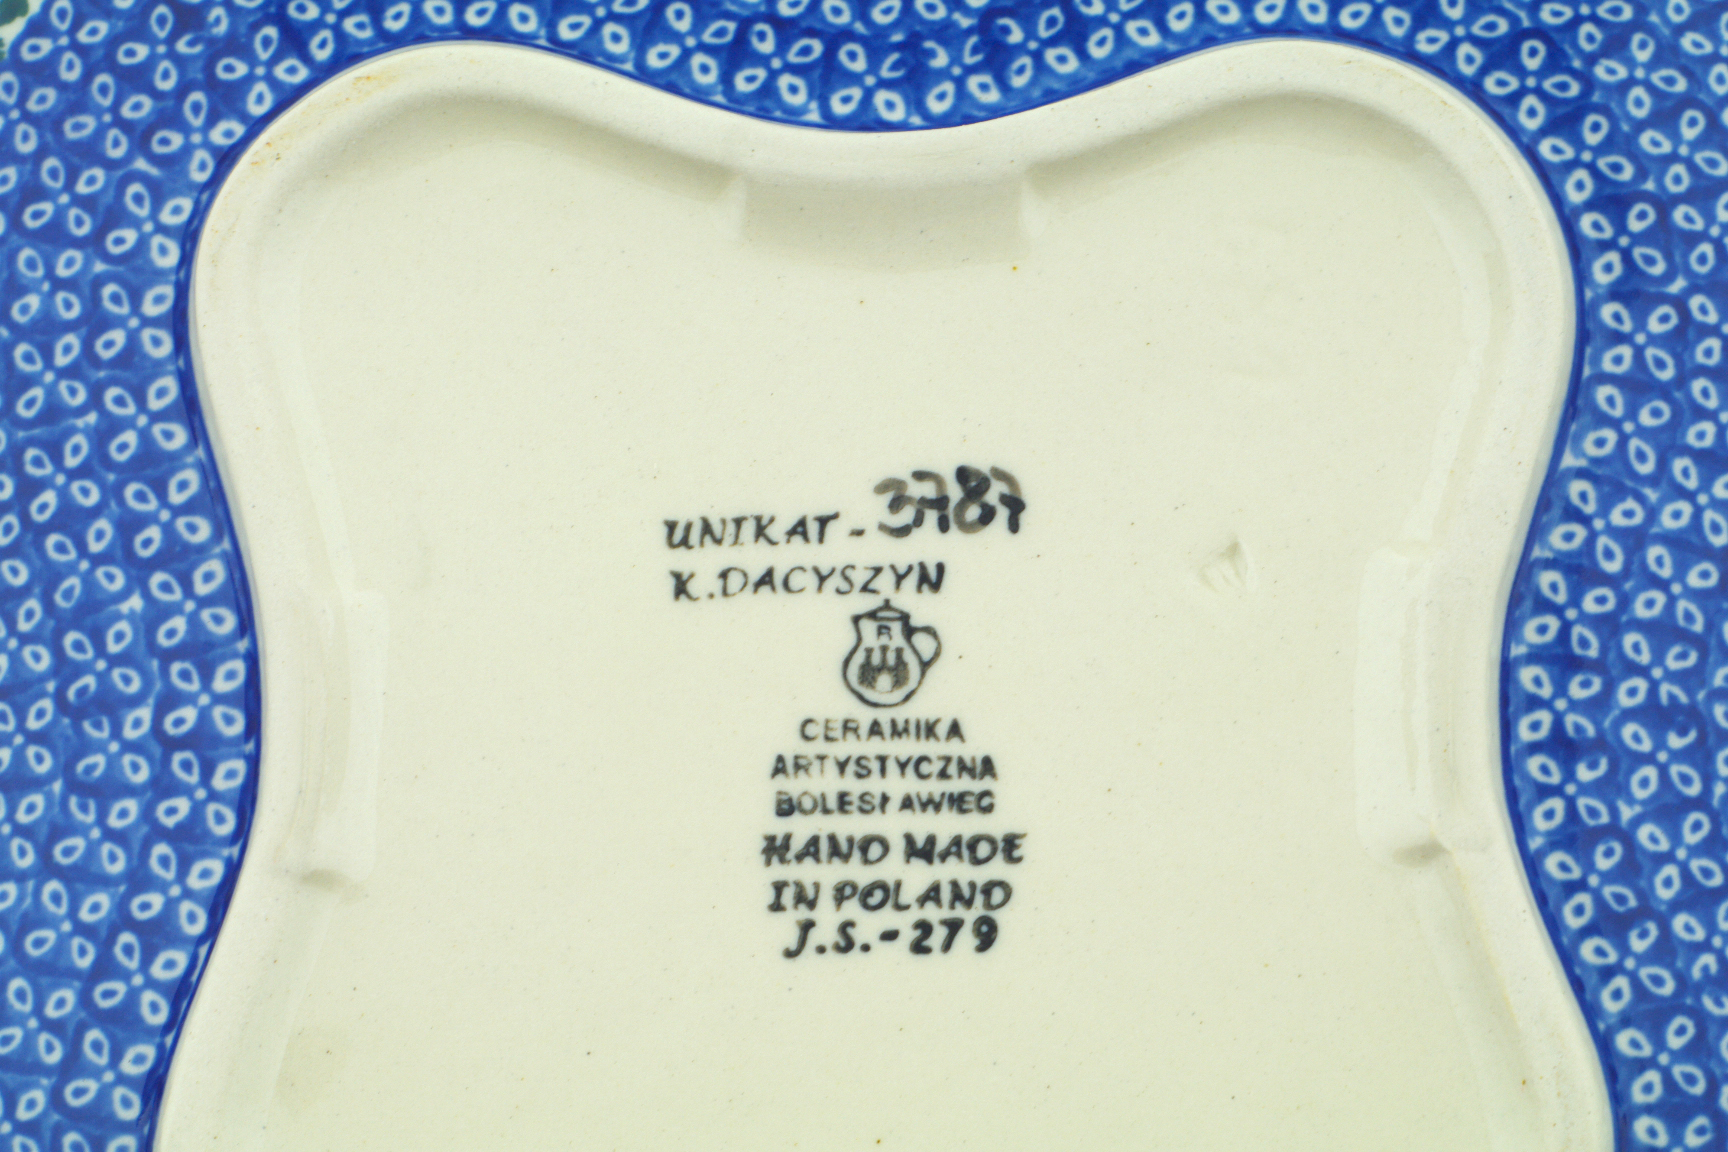 UNIKAT - 3787
K. DACYSZYN
B
CERAMIKA
ARTYSTYCZNA
BOLESŁAWIEC
HAND MADE
IN POLAND
J.S.-279